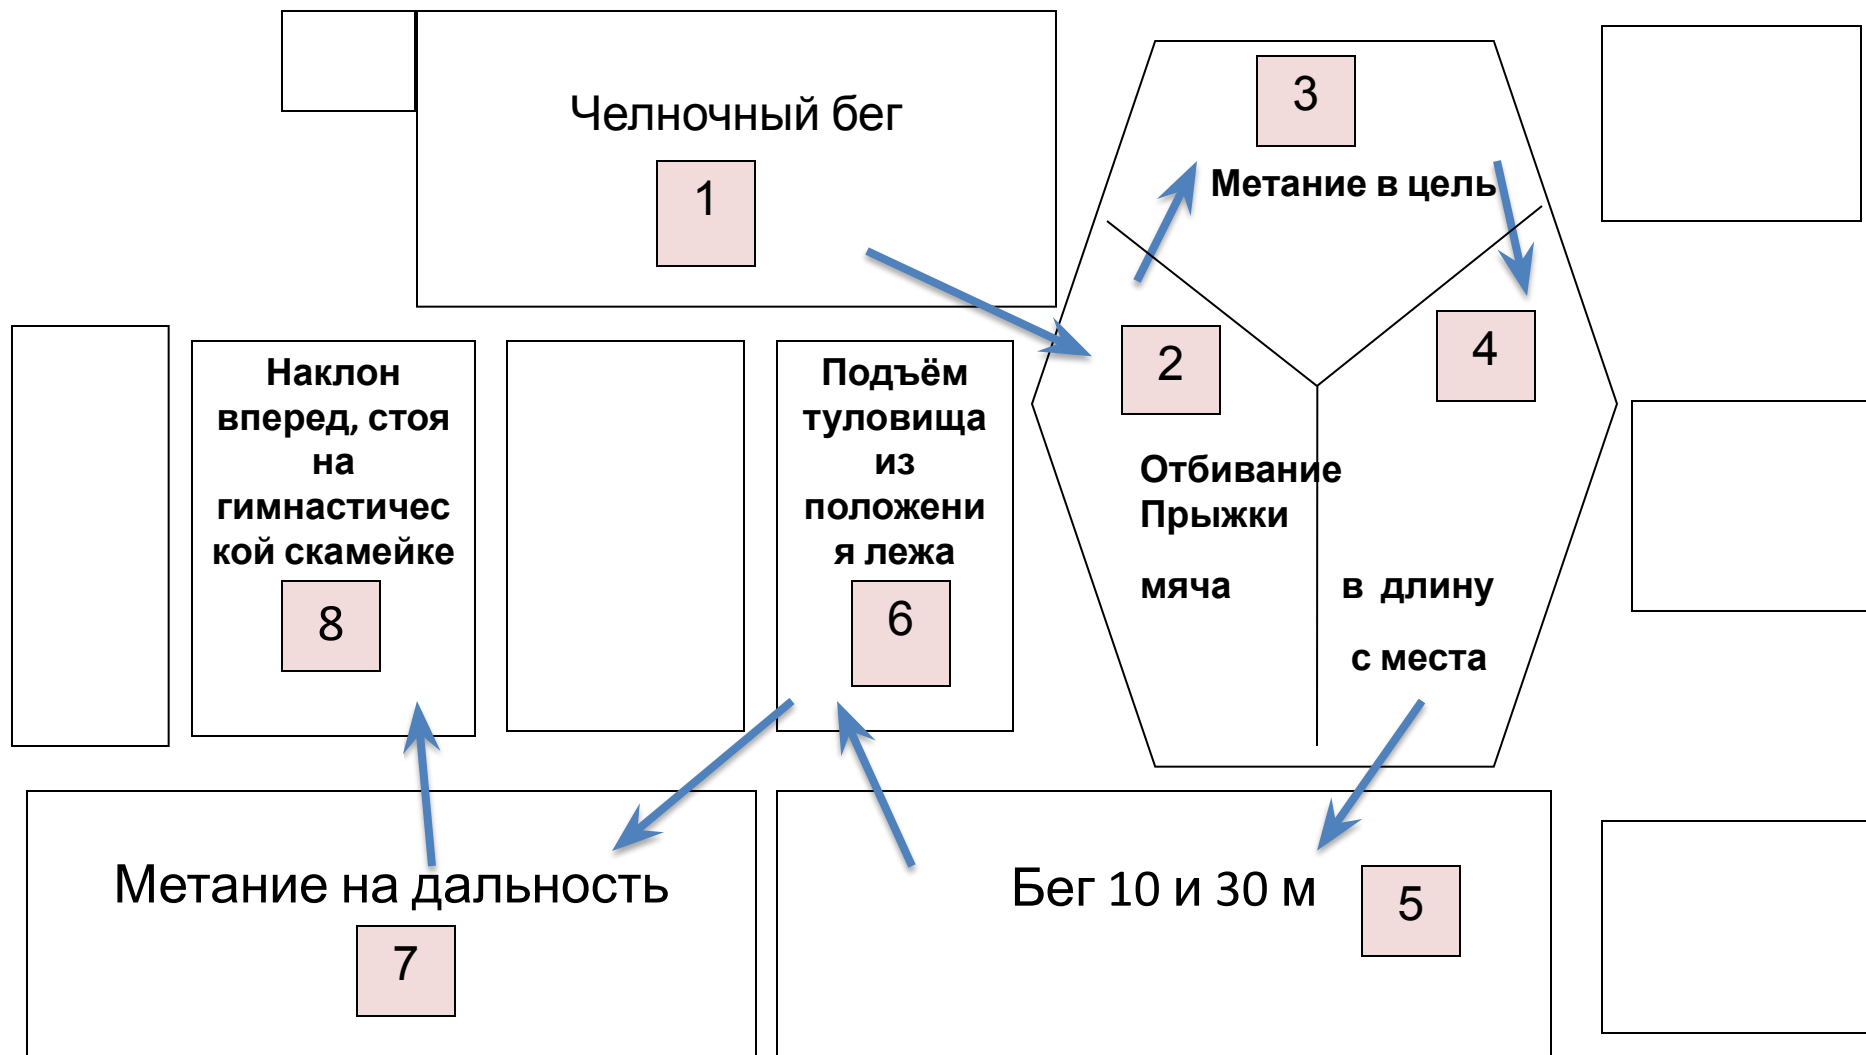 Челночный бег
1
3
Метание в цель
2
4
Отбивание
Прыжки
мяча в длину
с места
Наклон
вперед, стоя
на
гимнастичес
кой скамейке
8
Подъём
туловища
из
положени
я лежа
6
Метание на дальность
7
Бег 10 и 30 м
5